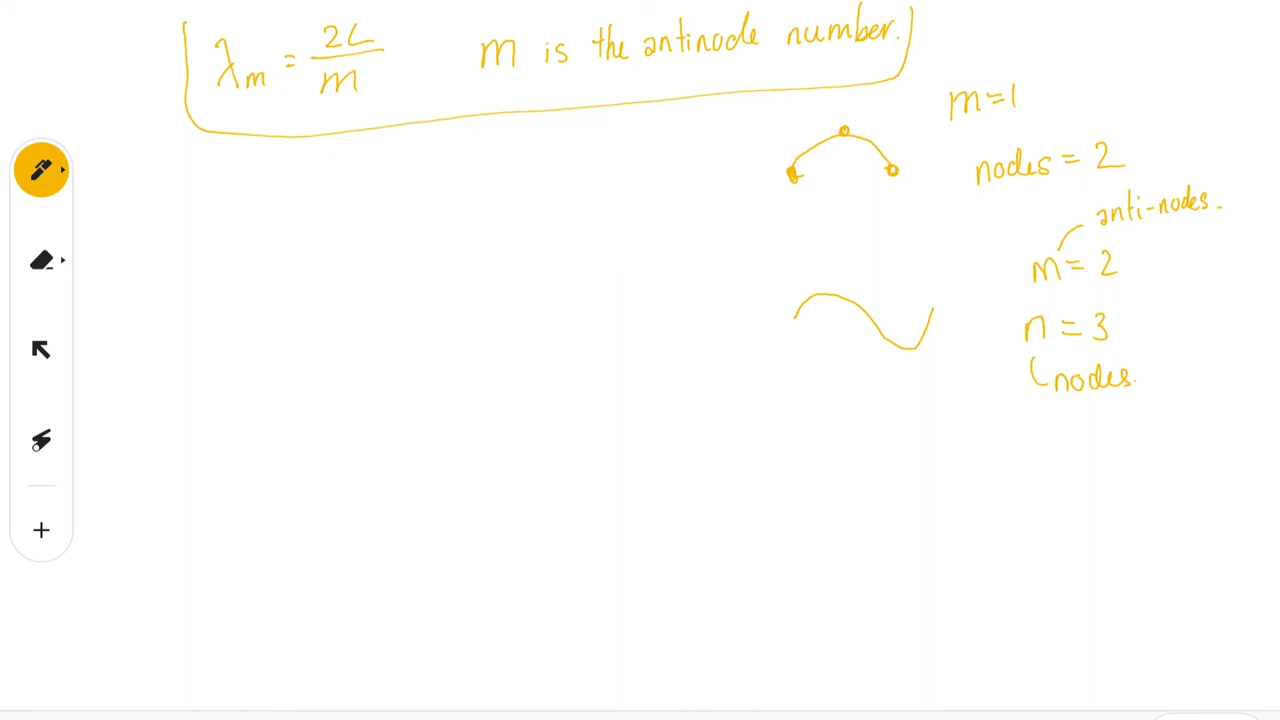 λm = 2L/m m is the antinode number.
m=1
nodes = 2
anti-nodes.
m = 2
n = 3
nodes.